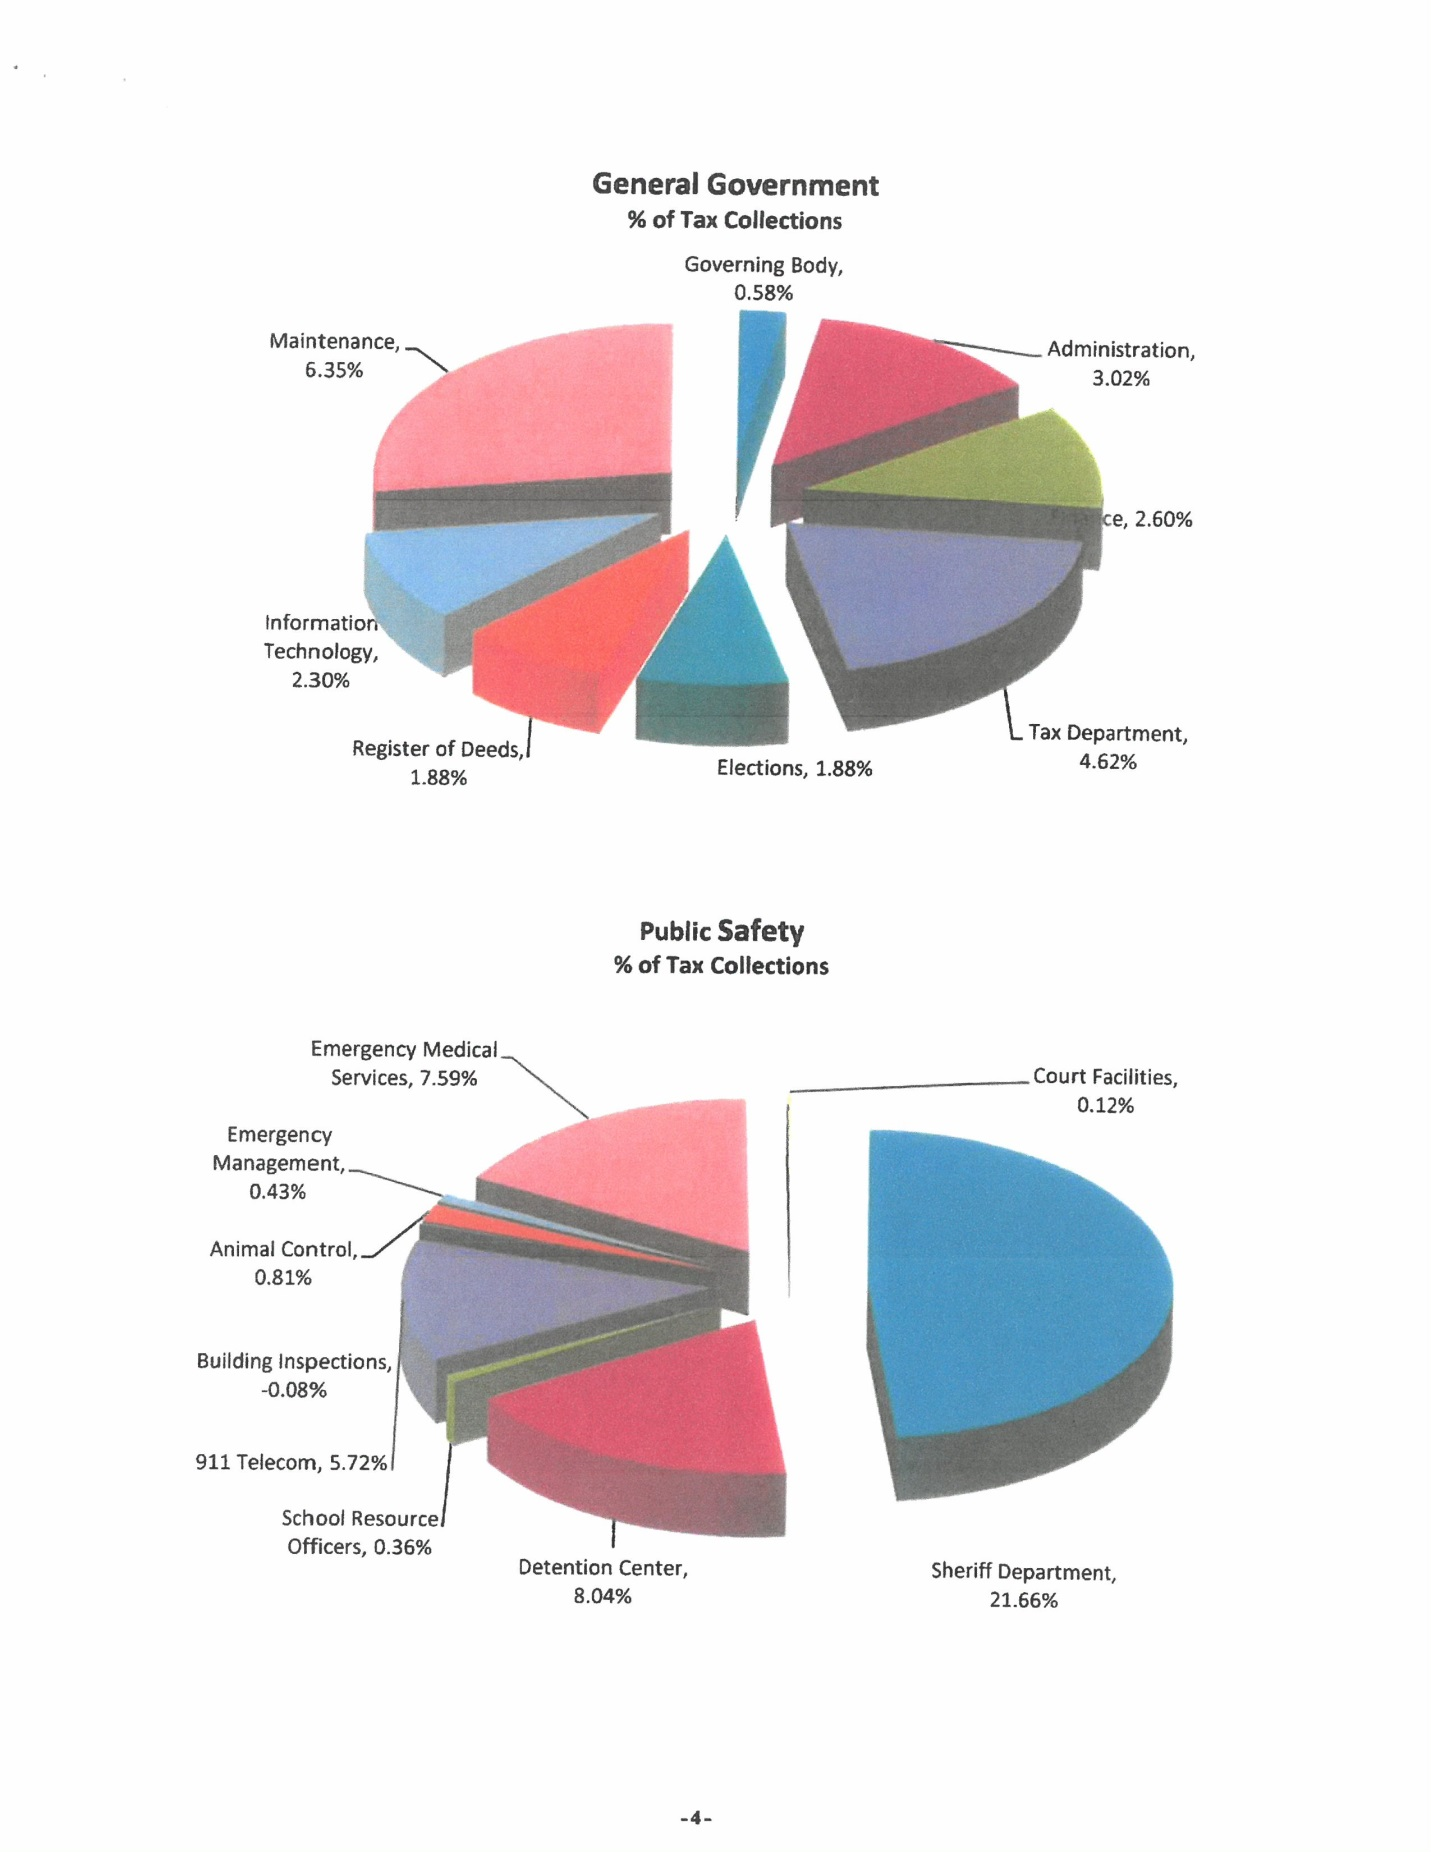 General Government
% of Tax Collections
Governing Body,
0.58%
Maintenance,
6.35%
Administration,
3.02%
2.60%
Information
Technology,
2.30%
Register of Deeds,
1.88%
Elections, 1.88%
Tax Department,
4.62%
Public Safety
% of Tax Collections
Emergency Medical
Services, 7.59%
Court Facilities,
0.12%
Emergency
Management,
0.43%
Animal Control,
0.81%
Building Inspections,
-0.08%
911 Telecom, 5.72%
School Resource
Officers, 0.36%
Detention Center,
8.04%
Sheriff Department,
21.66%
-4-